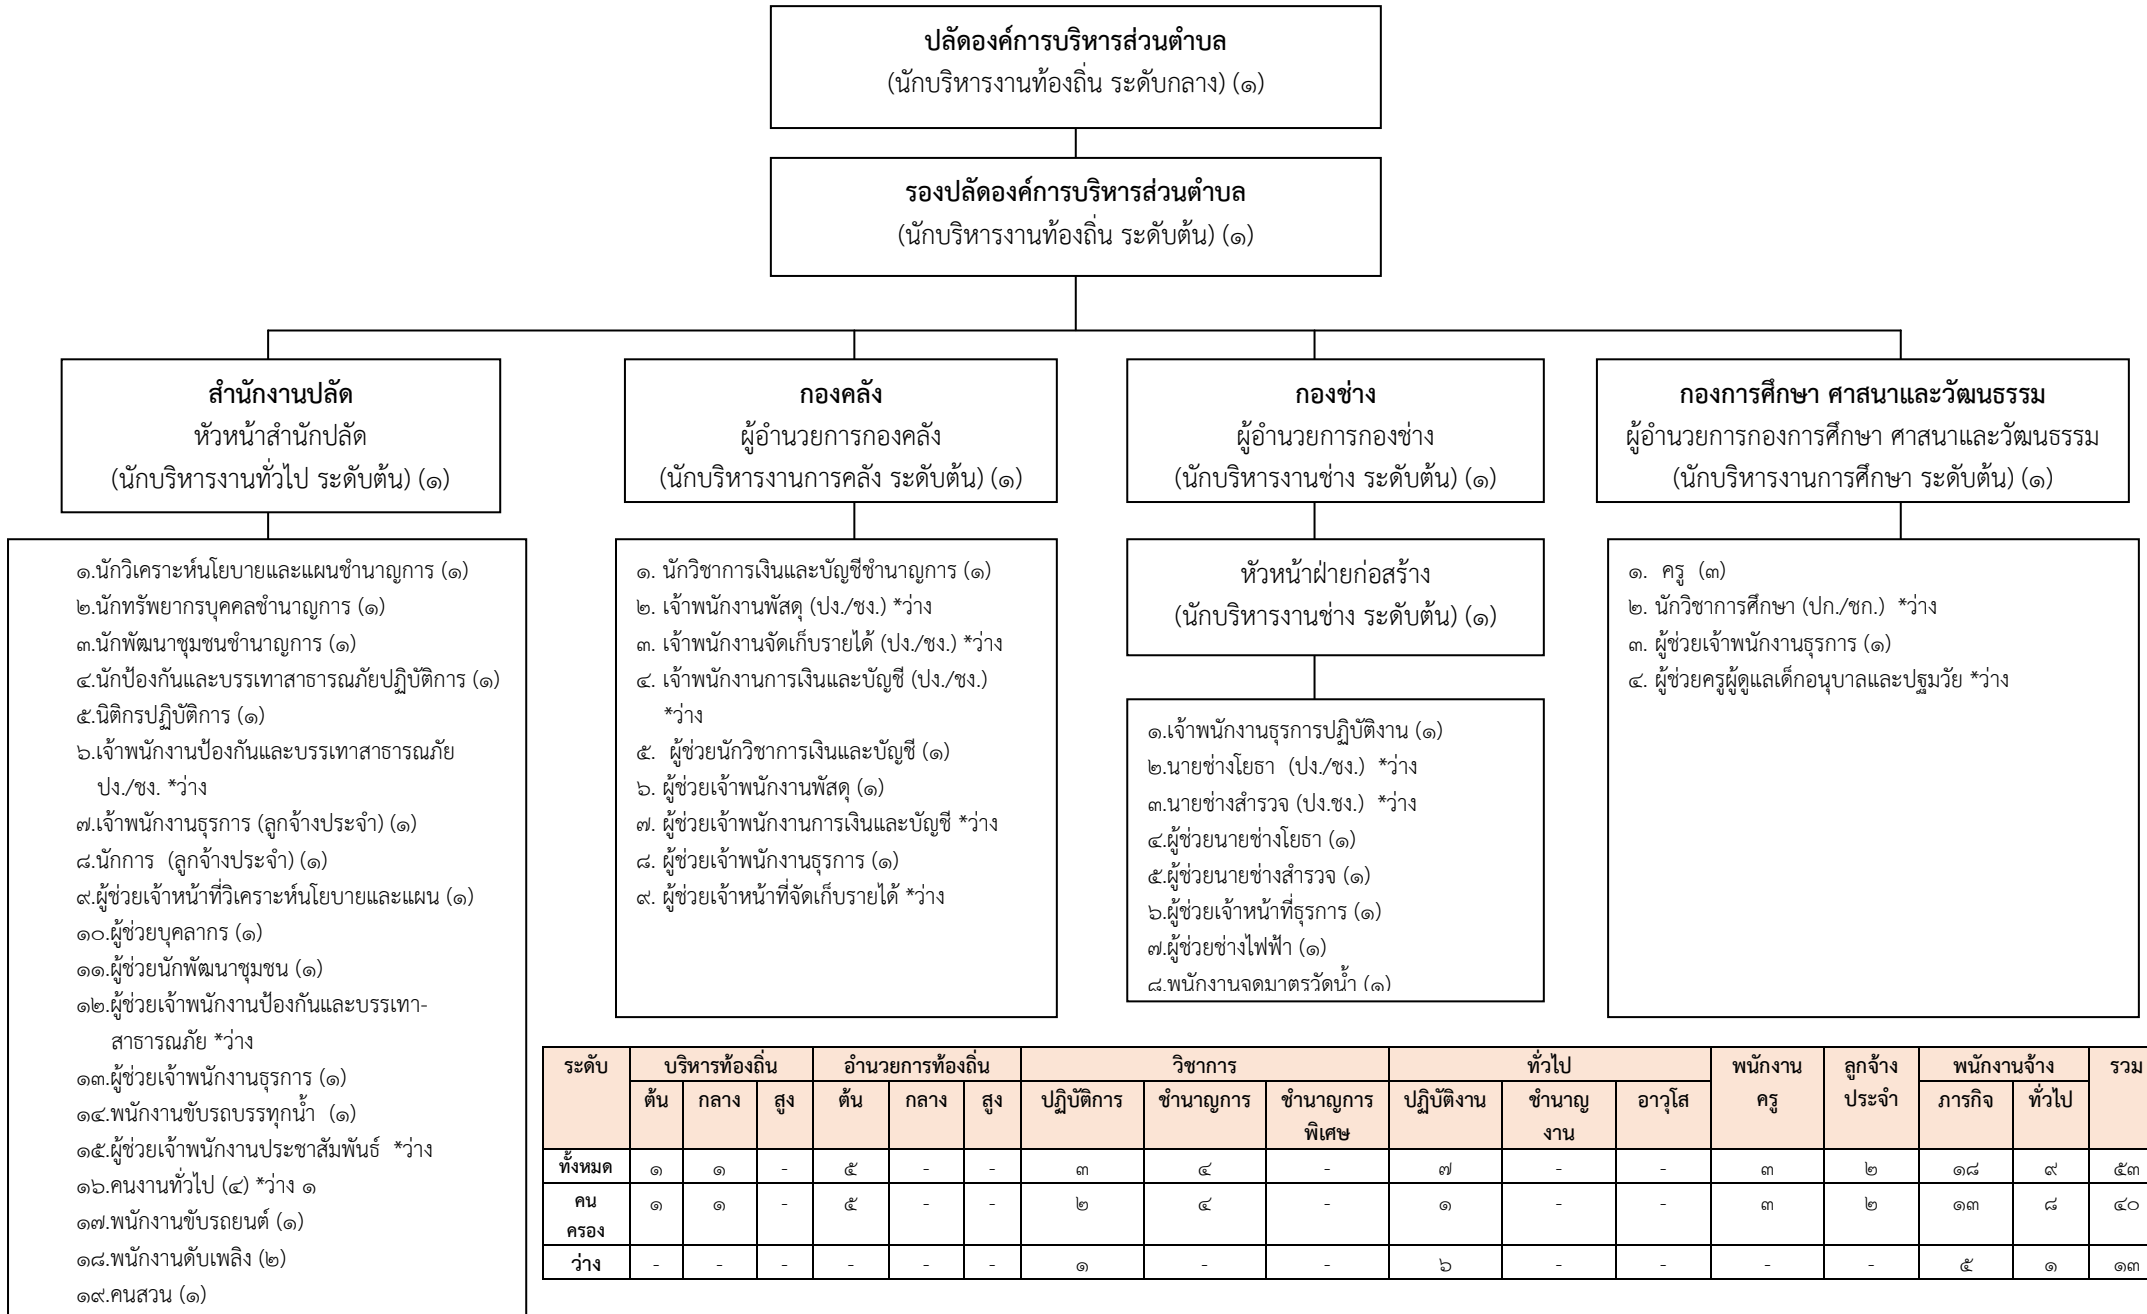 ปลัดองค์การบริหารส่วนตำบล
(นักบริหารงานท้องถิ่น ระดับกลาง) (๑)
รองปลัดองค์การบริหารส่วนตำบล
(นักบริหารงานท้องถิ่น ระดับต้น) (๑)
สำนักงานปลัด
หัวหน้าสำนักปลัด
(นักบริหารงานทั่วไป ระดับต้น) (๑)
กองคลัง
ผู้อำนวยการกองคลัง
(นักบริหารงานการคลัง ระดับต้น) (๑)
กองช่าง
ผู้อำนวยการกองช่าง
(นักบริหารงานช่าง ระดับต้น) (๑)
กองการศึกษา ศาสนาและวัฒนธรรม
ผู้อำนวยการกองการศึกษา ศาสนาและวัฒนธรรม
(นักบริหารงานการศึกษา ระดับต้น) (๑)
๑.นักวิเคราะห์นโยบายและแผนชำนาญการ (๑)
๒.นักทรัพยากรบุคคลชำนาญการ (๑)
๓.นักพัฒนาชุมชนชำนาญการ (๑)
๔.นักป้องกันและบรรเทาสาธารณภัยปฏิบัติการ (๑)
๕.นิติกรปฏิบัติการ (๑)
๖.เจ้าพนักงานป้องกันและบรรเทาสาธารณภัย
ปง./ชง. *ว่าง
๗.เจ้าพนักงานธุรการ (ลูกจ้างประจำ) (๑)
๘.นักการ (ลูกจ้างประจำ) (๑)
๙.ผู้ช่วยเจ้าหน้าที่วิเคราะห์นโยบายและแผน (๑)
๑๐.ผู้ช่วยบุคลากร (๑)
๑๑.ผู้ช่วยนักพัฒนาชุมชน (๑)
๑๒.ผู้ช่วยเจ้าพนักงานป้องกันและบรรเทา-
สาธารณภัย *ว่าง
๑๓.ผู้ช่วยเจ้าพนักงานธุรการ (๑)
๑๔.พนักงานขับรถบรรทุกน้ำ (๑)
๑๕.ผู้ช่วยเจ้าพนักงานประชาสัมพันธ์ *ว่าง
๑๖.คนงานทั่วไป (๔) *ว่าง ๑
๑๗.พนักงานขับรถยนต์ (๑)
๑๘.พนักงานดับเพลิง (๒)
๑๙.คนสวน (๑)
๑. นักวิชาการเงินและบัญชีชำนาญการ (๑)
๒. เจ้าพนักงานพัสดุ (ปง./ชง.) *ว่าง
๓. เจ้าพนักงานจัดเก็บรายได้ (ปง./ชง.) *ว่าง
๔. เจ้าพนักงานการเงินและบัญชี (ปง./ชง.)
*ว่าง
๕. ผู้ช่วยนักวิชาการเงินและบัญชี (๑)
๖. ผู้ช่วยเจ้าพนักงานพัสดุ (๑)
๗. ผู้ช่วยเจ้าพนักงานการเงินและบัญชี *ว่าง
๘. ผู้ช่วยเจ้าพนักงานธุรการ (๑)
๙. ผู้ช่วยเจ้าหน้าที่จัดเก็บรายได้ *ว่าง
หัวหน้าฝ่ายก่อสร้าง
(นักบริหารงานช่าง ระดับต้น) (๑)
๑.เจ้าพนักงานธุรการปฏิบัติงาน (๑)
๒.นายช่างโยธา (ปง./ชง.) *ว่าง
๓.นายช่างสำรวจ (ปง.ชง.) *ว่าง
๔.ผู้ช่วยนายช่างโยธา (๑)
๕.ผู้ช่วยนายช่างสำรวจ (๑)
๖.ผู้ช่วยเจ้าหน้าที่ธุรการ (๑)
๗.ผู้ช่วยช่างไฟฟ้า (๑)
๘.พนักงานจดมาตรวัดน้ำ (๑)
๑. ครู (๓)
๒. นักวิชาการศึกษา (ปก./ชก.) *ว่าง
๓. ผู้ช่วยเจ้าพนักงานธุรการ (๑)
๔. ผู้ช่วยครูผู้ดูแลเด็กอนุบาลและปฐมวัย *ว่าง
ระดับ บริหารท้องถิ่น อำนวยการท้องถิ่น วิชาการ ทั่วไป พนักงาน ลูกจ้าง พนักงานจ้าง รวม
ต้น กลาง สูง ต้น กลาง สูง ปฏิบัติการ ชำนาญการ ชำนาญการ ปฏิบัติงาน ชำนาญ อาวุโส ครู ประจำ ภารกิจ ทั่วไป
พิเศษ งาน
ทั้งหมด ๑ ๑ - ๕ - - ๓ ๔ - ๗ - - ๓ ๒ ๑๘ ๙ ๕๓
คน ๑ ๑ - ๕ - - ๒ ๔ - ๑ - - ๓ ๒ ๑๓ ๘ ๔๐
ครอง
ว่าง - - - - - - ๑ - - ๖ - - - - ๕ ๑ ๑๓